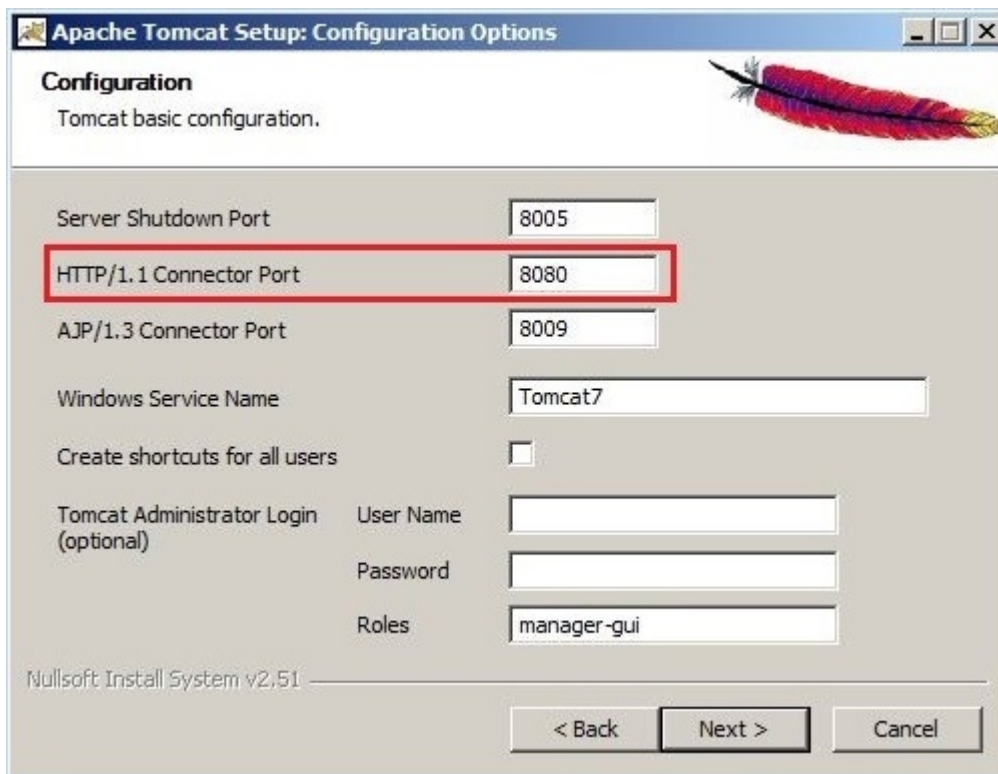 Apache Tomcat Setup: Configuration Options
Configuration
Tomcat basic configuration.
Server Shutdown Port 8005
HTTP/1.1 Connector Port 8080
AJP/1.3 Connector Port 8009
Windows Service Name Tomcat7
Create shortcuts for all users
Tomcat Administrator Login User Name
(optional)
Password
Roles manager-gui
Nullsoft Install System v2.51
< Back Next > Cancel